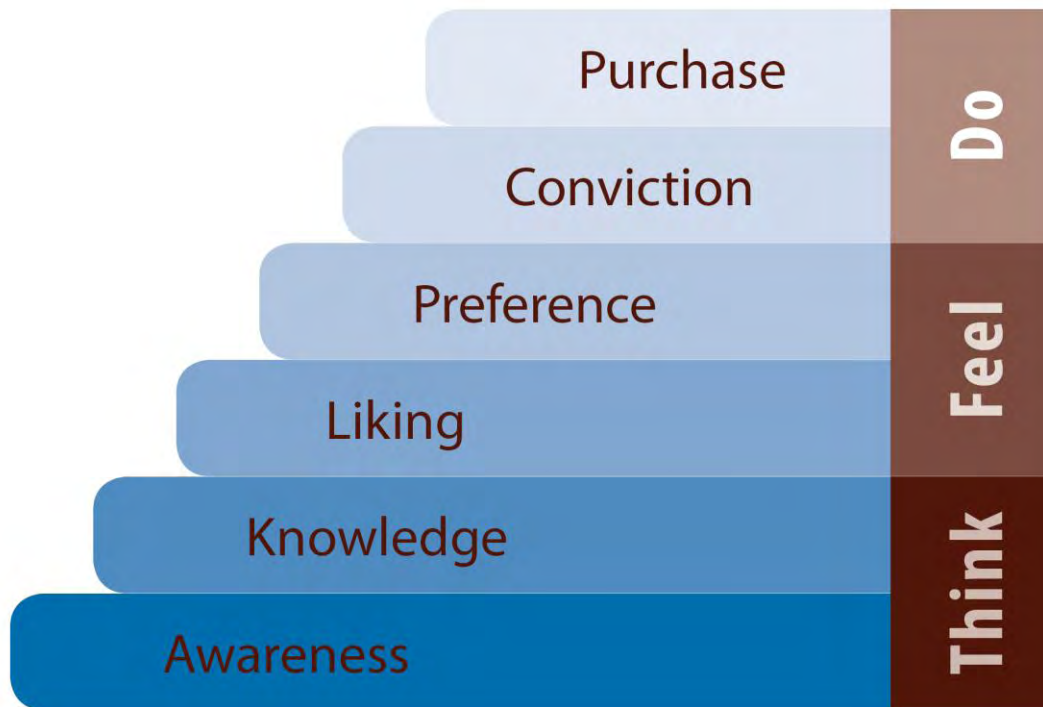 Purchase
Conviction
Preference
Liking
Knowledge
Awareness
Do
Feel
Think